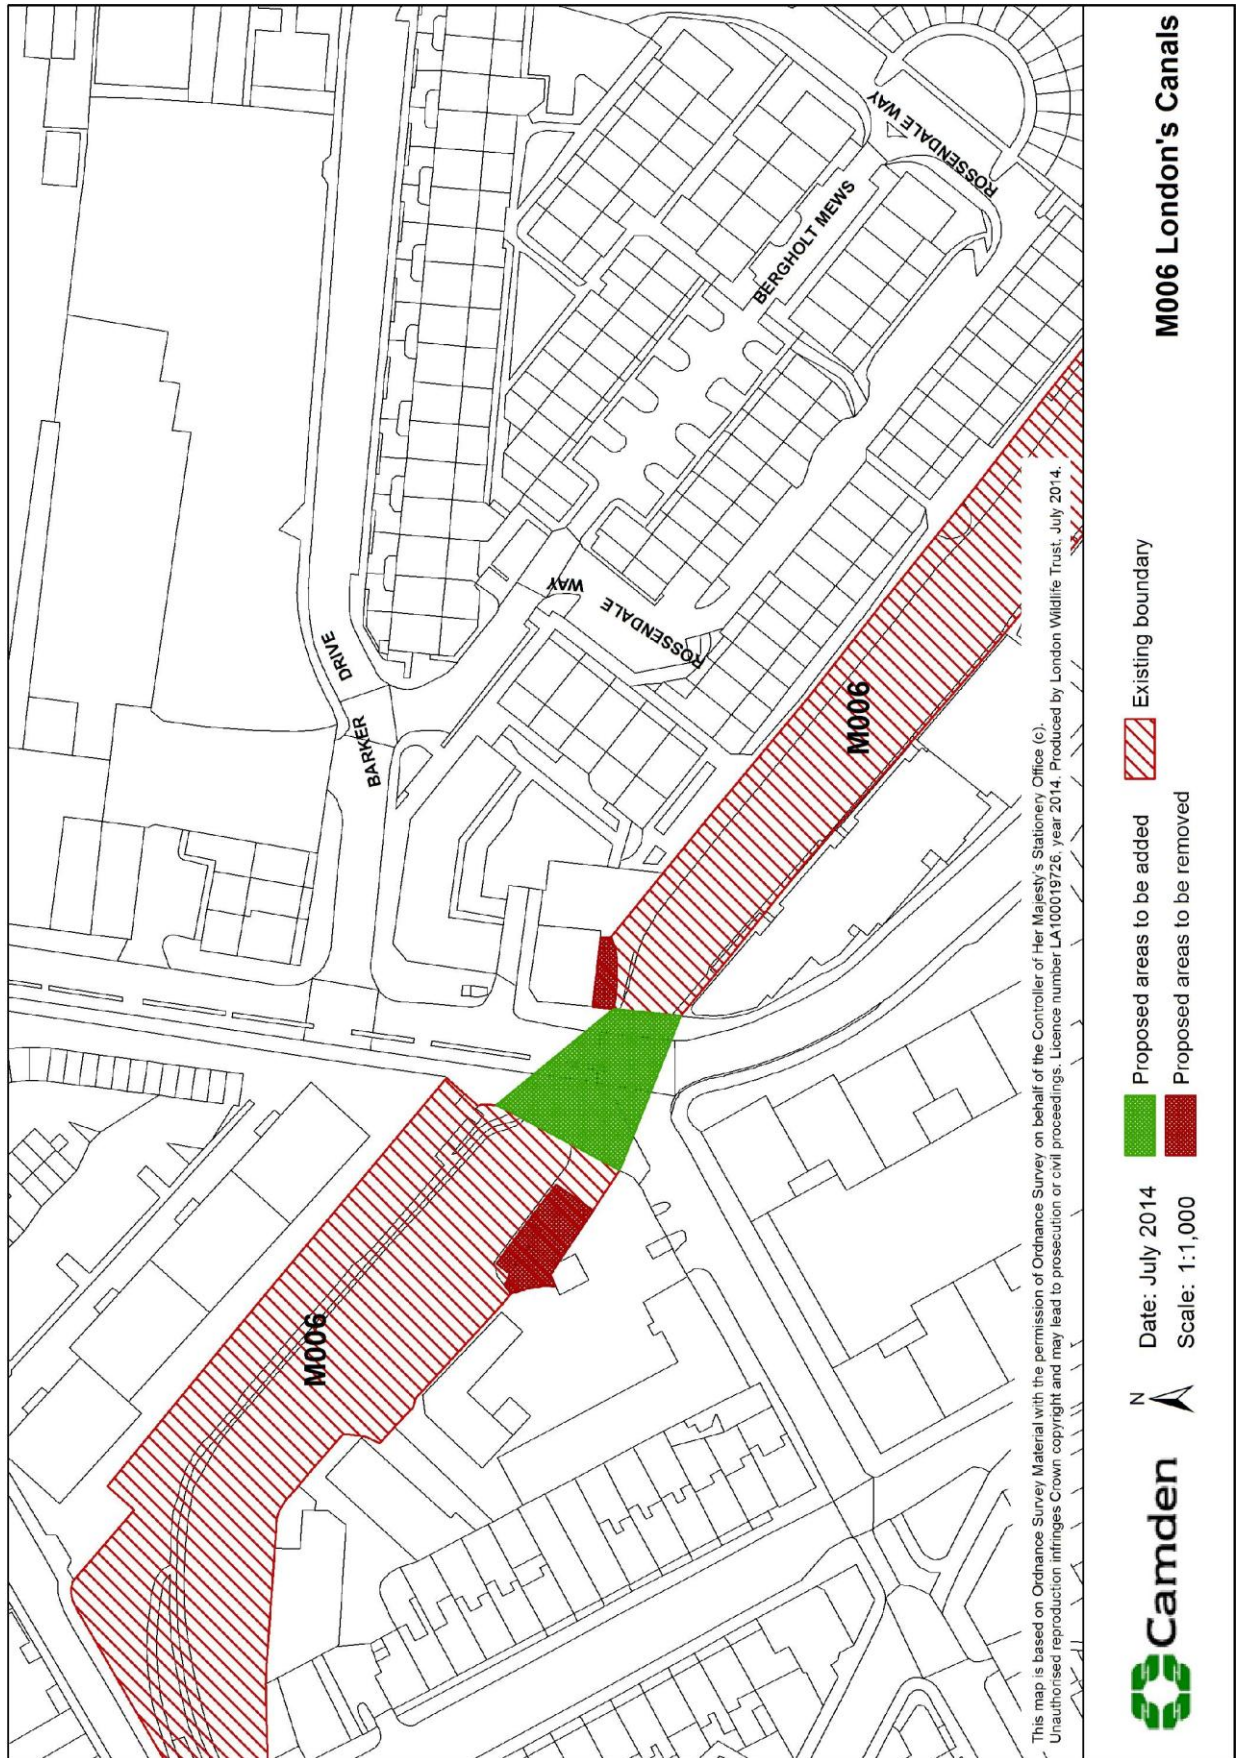 BARKER
DRIVE
ROSSENDALE
WAY
BERGHOLT MEWS
ROSSENDALE WAY
M006
M006
This map is based on Ordnance Survey Material with the permission of Ordnance Survey on behalf of the Controller of Her Majesty's Stationery Office (c).
Unauthorised reproduction infringes Crown copyright and may lead to prosecution or civil proceedings. Licence number LA100019726, year 2014. Produced by London Wildlife Trust, July 2014.
Camden
N
Date: July 2014
Scale: 1:1,000
Proposed areas to be added
Proposed areas to be removed
Existing boundary
M006 London's Canals